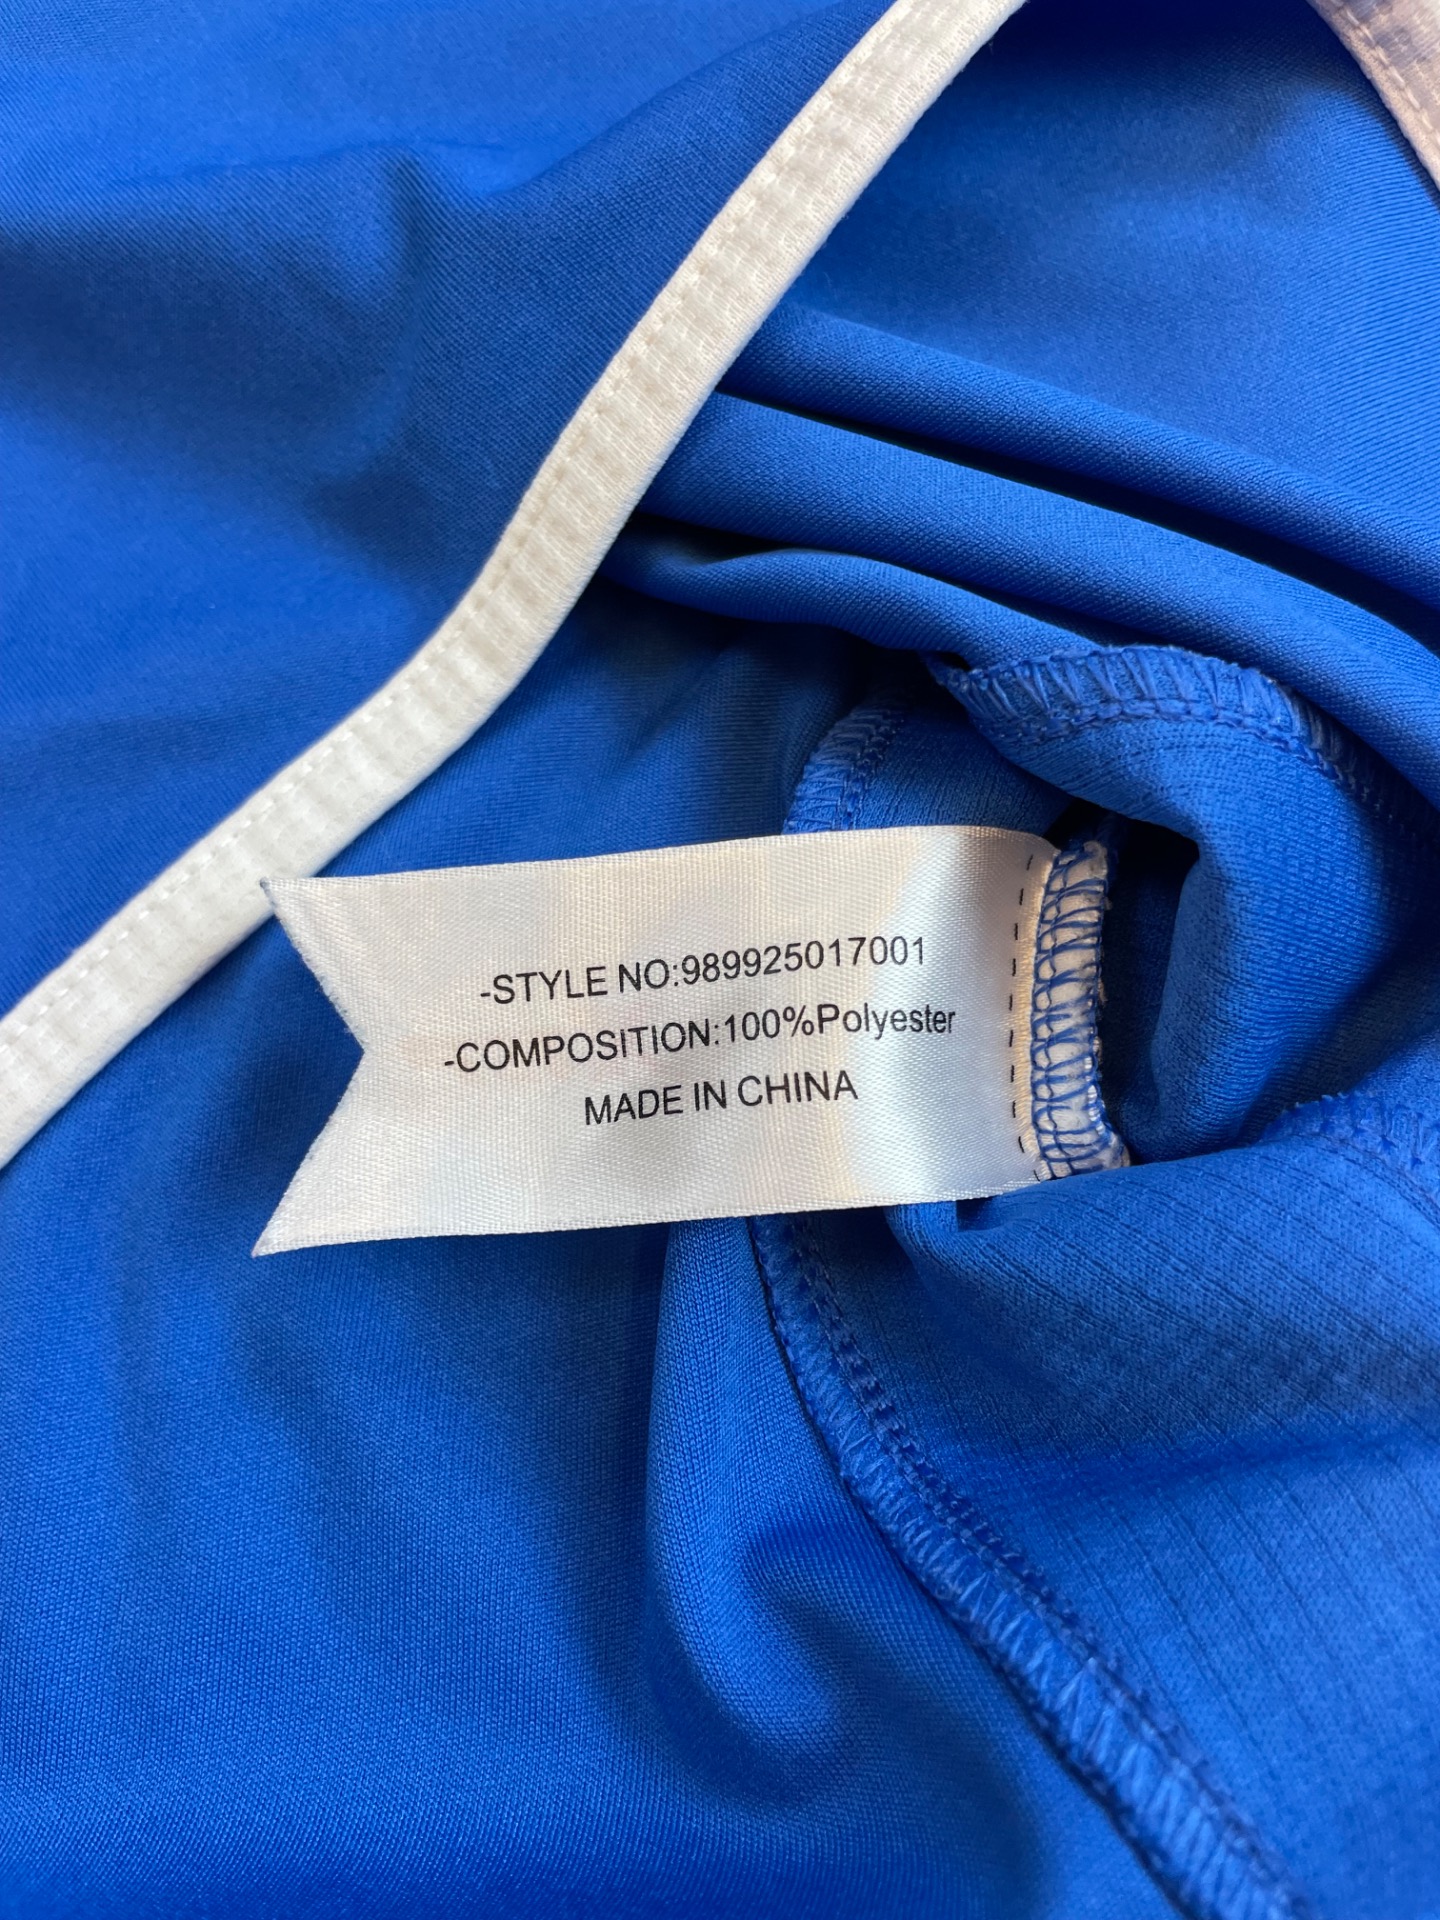 -STYLE NO:989925017001
-COMPOSITION:100%Polyester
MADE IN CHINA